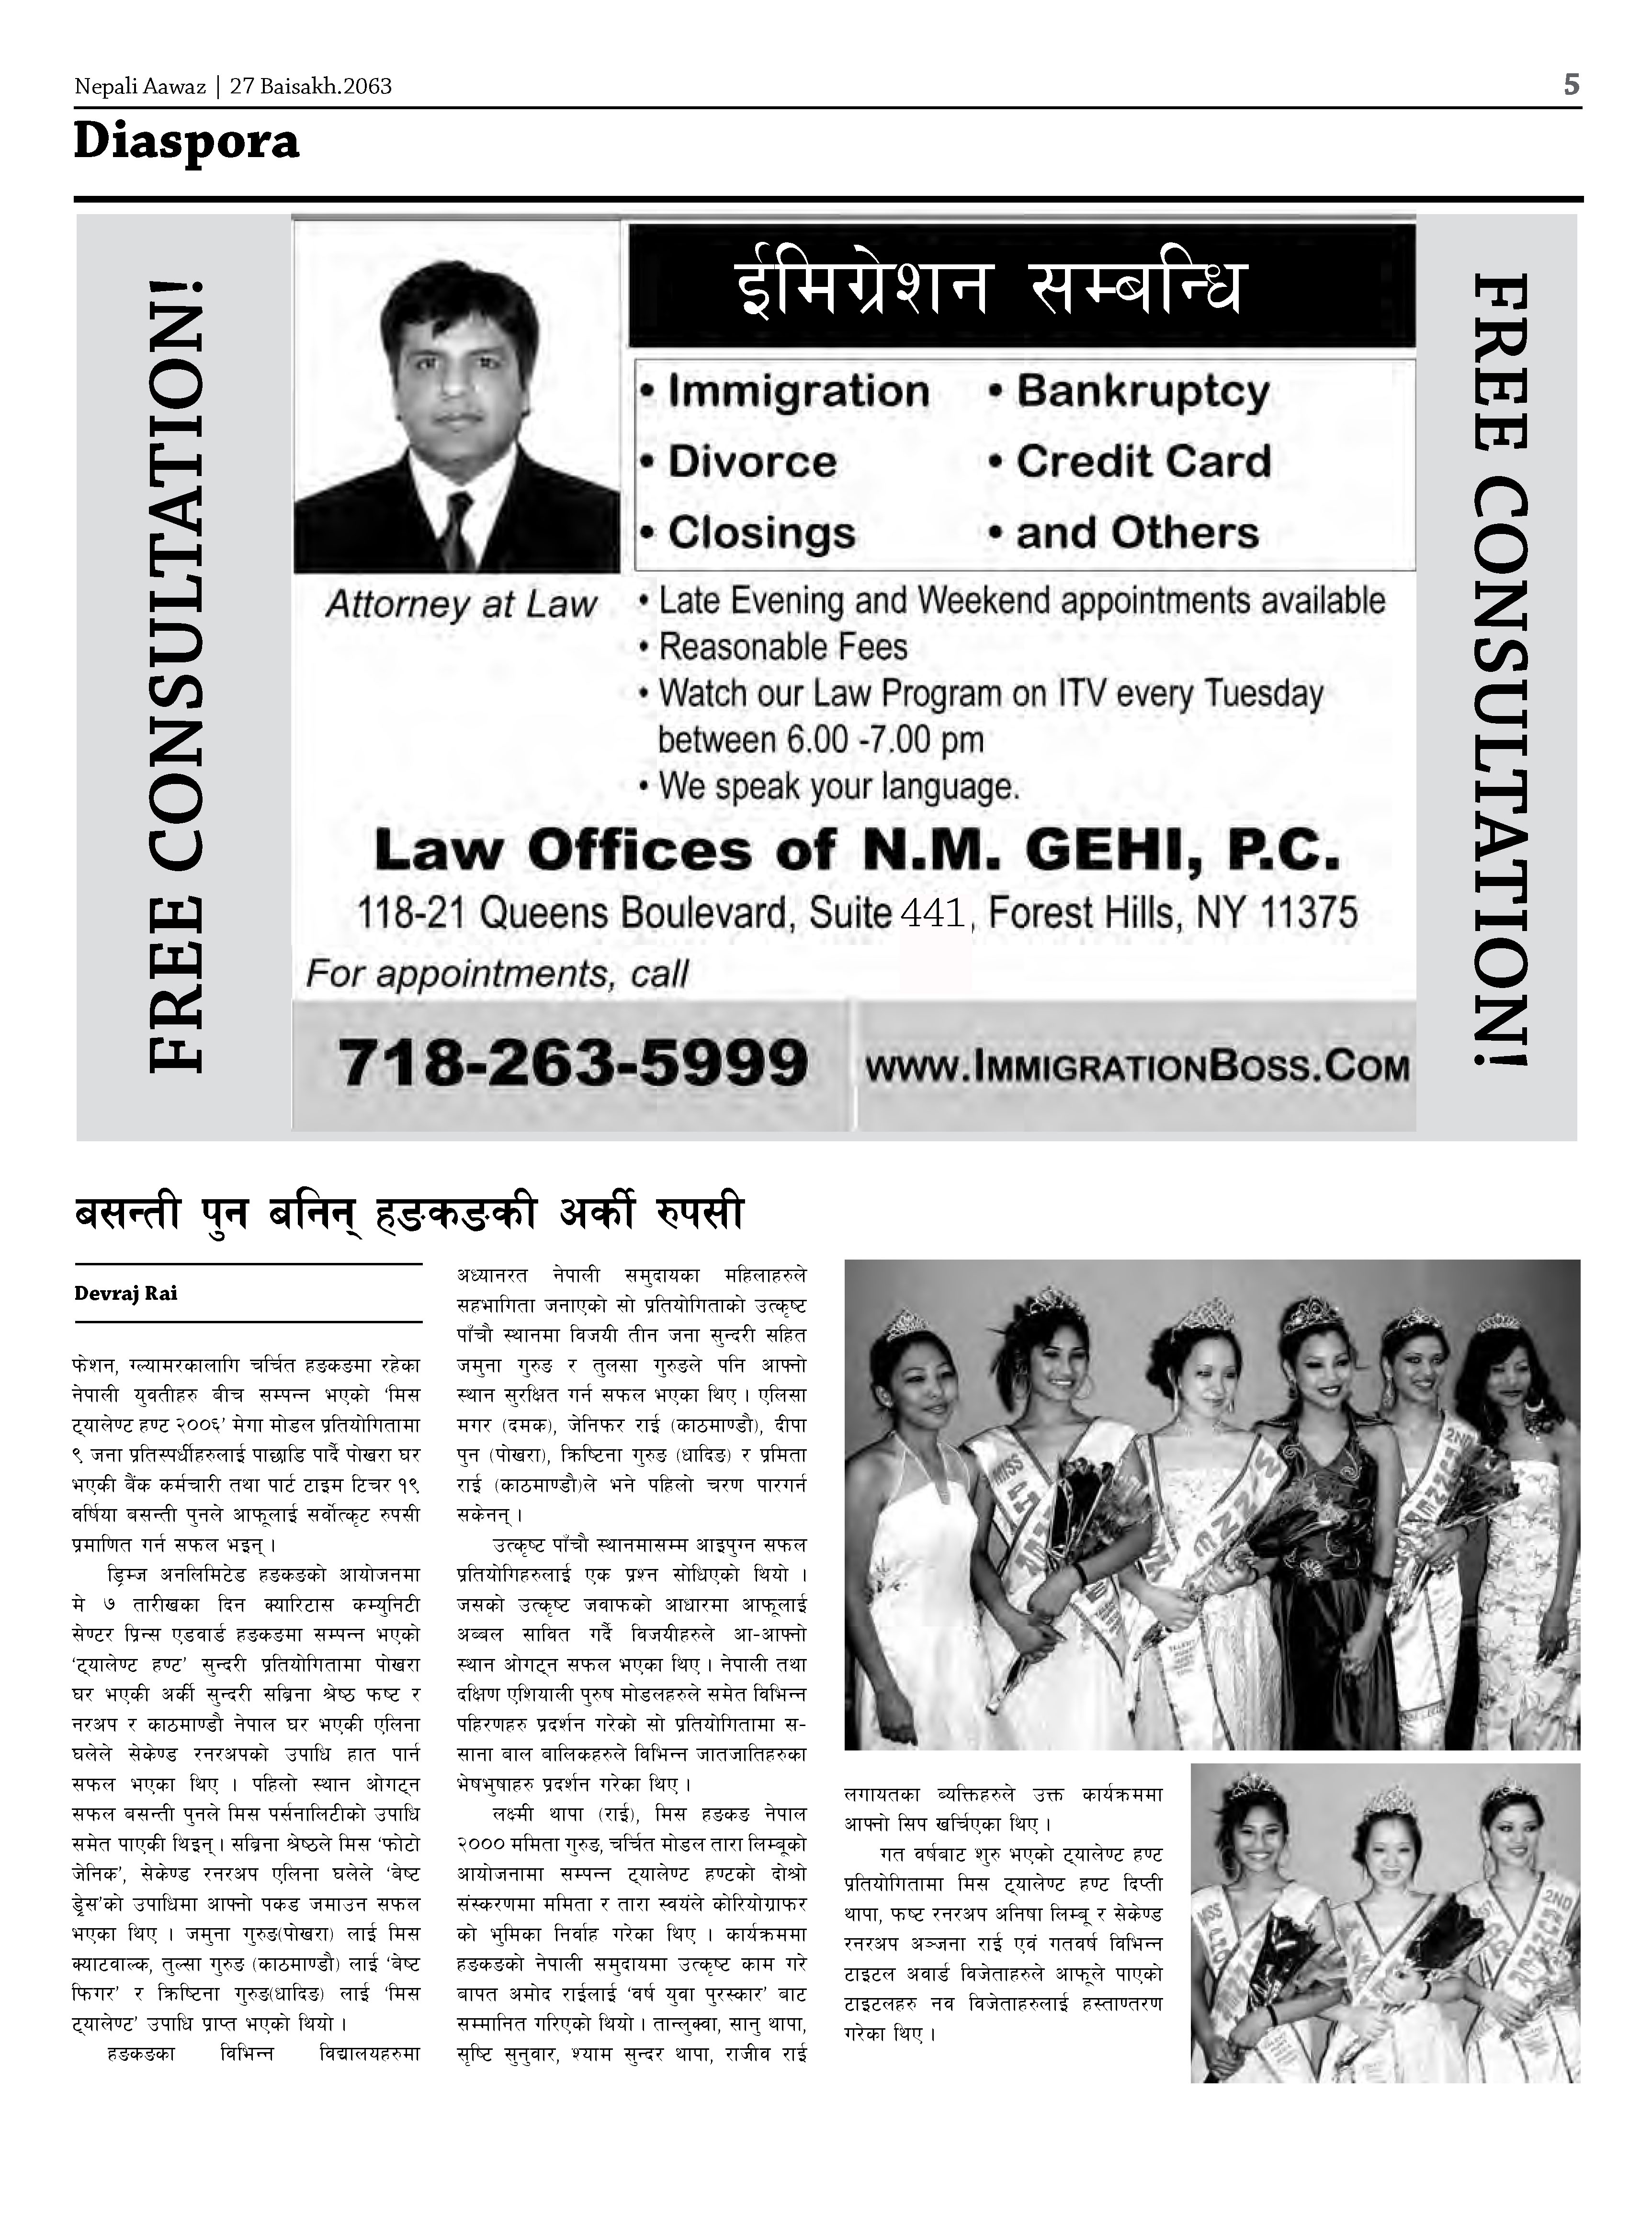 Nepali Aawaz | 27 Baisakh.2063
5
Diaspora
FREE CONSULTATION!
ईमिग्रेशन सम्बन्धि
• Immigration
• Divorce
• Closings
• Bankruptcy
• Credit Card
• and Others
Attorney at Law
• Late Evening and Weekend appointments available
• Reasonable Fees
• Watch our Law Program on ITV every Tuesday
between 6.00 -7.00 pm
• We speak your language.
Law Offices of N.M. GEHI, P.C.
118-21 Queens Boulevard, Suite 441, Forest Hills, NY 11375
For appointments, call
718-263-5999
www.ImmigrationBoss.Com
FREE CONSULTATION!
बसन्ती पुन बनिन् हङकङकी अर्की रुपसी
Devraj Rai
फेशन, ग्ल्यामरकालागि चर्चित हङकङमा रहेका
नेपाली युवतीहरु बीच सम्पन्न भएको 'मिस
ट्यालेण्ट हण्ट २००६' मेगा मोडल प्रतियोगितामा
९ जना प्रतिस्पर्धीहरुलाई पाछाडि पार्दै पोखरा घर
भएकी बैंक कर्मचारी तथा पार्ट टाइम टिचर १९
वर्षिया बसन्ती पुनले आफूलाई सर्वोत्कृट रुपसी
प्रमाणित गर्न सफल भइन् ।
ड्रिम्ज अनलिमिटेड हङकङको आयोजनमा
मे ७ तारीखका दिन क्यारिटास कम्युनिटी
सेण्टर प्रिन्स एडवार्ड हङकङमा सम्पन्न भएको
'ट्यालेण्ट हण्ट' सुन्दरी प्रतियोगितामा पोखरा
घर भएकी अर्की सुन्दरी सब्रिना श्रेष्ठ फष्ट र
नरअप र काठमाण्डौ नेपाल घर भएकी एलिना
घलेले सेकेण्ड रनरअपको उपाधि हात पार्न
सफल भएका थिए । पहिलो स्थान ओगट्न
सफल बसन्ती पुनले मिस पर्सनालिटीको उपाधि
समेत पाएकी थिइन् । सब्रिना श्रेष्ठले मिस 'फोटो
जेनिक', सेकेण्ड रनरअप एलिना घलेले 'बेष्ट
ड्रेस'को उपाधिमा आफ्नो पकड जमाउन सफल
भएका थिए । जमुना गुरुङ(पोखरा) लाई मिस
क्याटवाल्क, तुल्सा गुरुङ (काठमाण्डौ) लाई 'बेष्ट
फिगर' र क्रिष्टिना गुरुङ(धादिङ) लाई 'मिस
ट्यालेण्ट' उपाधि प्राप्त भएको थियो ।
हङकङका विभिन्न विद्यालयहरुमा
अध्यानरत नेपाली समुदायका महिलाहरुले
सहभागिता जनाएको सो प्रतियोगिताको उत्कृष्ट
पाँचौ स्थानमा विजयी तीन जना सुन्दरी सहित
जमुना गुरुङ र तुलसा गुरुङले पनि आफ्नो
स्थान सुरक्षित गर्न सफल भएका थिए । एलिसा
मगर (दमक), जेनिफर राई (काठमाण्डौ), दीपा
पुन (पोखरा), क्रिष्टिना गुरुङ (धादिङ) र प्रमिता
राई (काठमाण्डौ)ले भने पहिलो चरण पारगर्न
सकेनन् ।
उत्कृष्ट पाँचौ स्थानमासम्म आइपुग्न सफल
प्रतियोगिहरुलाई एक प्रश्न सोधिएको थियो ।
जसको उत्कृष्ट जवाफको आधारमा आफूलाई
अब्बल सावित गर्दै विजयीहरुले आ-आफ्नो
स्थान ओगट्न सफल भएका थिए । नेपाली तथा
दक्षिण एशियाली पुरुष मोडलहरुले समेत विभिन्न
पहिरणहरु प्रदर्शन गरेको सो प्रतियोगितामा स-
साना बाल बालिकहरुले विभिन्न जातजातिहरुका
भेषभुषाहरु प्रदर्शन गरेका थिए ।
लक्ष्मी थापा (राई), मिस हङकङ नेपाल
२००० ममिता गुरुङ, चर्चित मोडल तारा लिम्बूको
आयोजनामा सम्पन्न ट्यालेण्ट हण्टको दोश्रो
संस्करणमा ममिता र तारा स्वयंले कोरियोग्राफर
को भुमिका निर्वाह गरेका थिए । कार्यक्रममा
हङकङको नेपाली समुदायमा उत्कृष्ट काम गरे
बापत अमोद राईलाई 'वर्ष युवा पुरस्कार' बाट
सम्मानित गरिएको थियो । तान्लुक्वा, सानु थापा,
सृष्टि सुनुवार, श्याम सुन्दर थापा, राजीव राई
लगायतका व्यक्तिहरुले उक्त कार्यक्रममा
आफ्नो सिप खर्चिएका थिए ।
गत वर्षबाट शुरु भएको ट्यालेण्ट हण्ट
प्रतियोगितामा मिस ट्यालेण्ट हण्ट दिप्ती
थापा, फष्ट रनरअप अनिषा लिम्बू र सेकेण्ड
रनरअप अञ्जना राई एवं गतवर्ष विभिन्न
टाइटल अवार्ड विजेताहरुले आफूले पाएको
टाइटलहरु नव विजेताहरुलाई हस्ताण्तरण
गरेका थिए ।
MISS
2ND
MISS
2ND